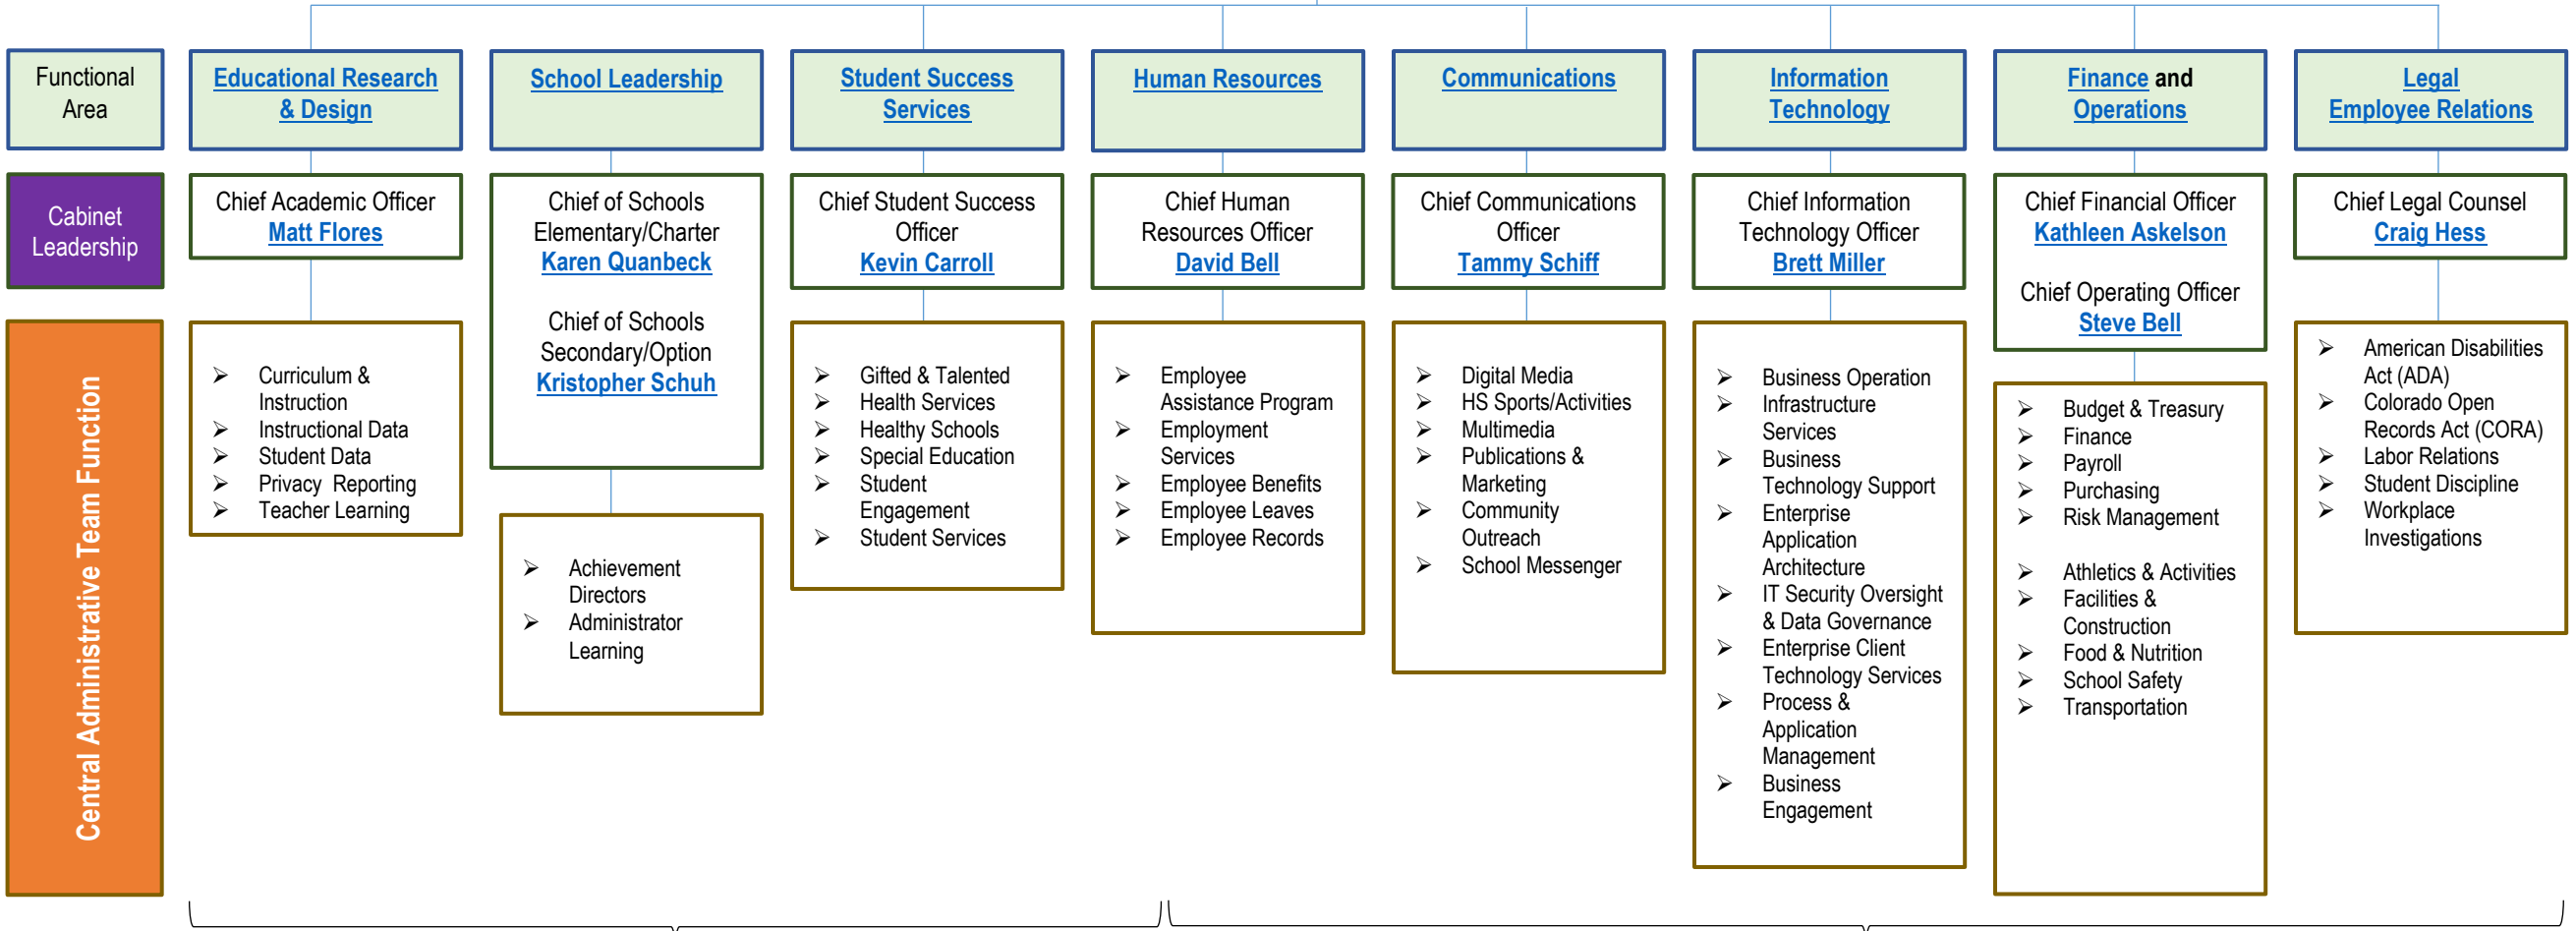 Functional
Area
Educational Research
& Design
School Leadership
Student Success
Services
Human Resources
Communications
Information
Technology
Finance and
Operations
Legal
Employee Relations
Cabinet
Leadership
Chief Academic Officer
Matt Flores
Chief of Schools
Elementary/Charter
Karen Quanbeck
Chief of Schools
Secondary/Option
Kristopher Schuh
Chief Student Success
Officer
Kevin Carroll
Chief Human
Resources Officer
David Bell
Chief Communications
Officer
Tammy Schiff
Chief Information
Technology Officer
Brett Miller
Chief Financial Officer
Kathleen Askelson
Chief Operating Officer
Steve Bell
Chief Legal Counsel
Craig Hess
Central Administrative Team Function
➢ Curriculum &
Instruction
➢ Instructional Data
➢ Student Data
➢ Privacy Reporting
➢ Teacher Learning
➢ Achievement
Directors
➢ Administrator
Learning
➢ Gifted & Talented
➢ Health Services
➢ Healthy Schools
➢ Special Education
➢ Student
Engagement
➢ Student Services
➢ Employee
Assistance Program
➢ Employment
Services
➢ Employee Benefits
➢ Employee Leaves
➢ Employee Records
➢ Digital Media
➢ HS Sports/Activities
➢ Multimedia
➢ Publications &
Marketing
➢ Community
Outreach
➢ School Messenger
➢ Business Operation
➢ Infrastructure
Services
➢ Business
Technology Support
➢ Enterprise
Application
Architecture
➢ IT Security Oversight
& Data Governance
➢ Enterprise Client
Technology Services
➢ Process &
Application
Management
➢ Business
Engagement
➢ Budget & Treasury
➢ Finance
➢ Payroll
➢ Purchasing
➢ Risk Management
➢ Athletics & Activities
➢ Facilities &
Construction
➢ Food & Nutrition
➢ School Safety
➢ Transportation
➢ American Disabilities
Act (ADA)
➢ Colorado Open
Records Act (CORA)
➢ Labor Relations
➢ Student Discipline
➢ Workplace
Investigations